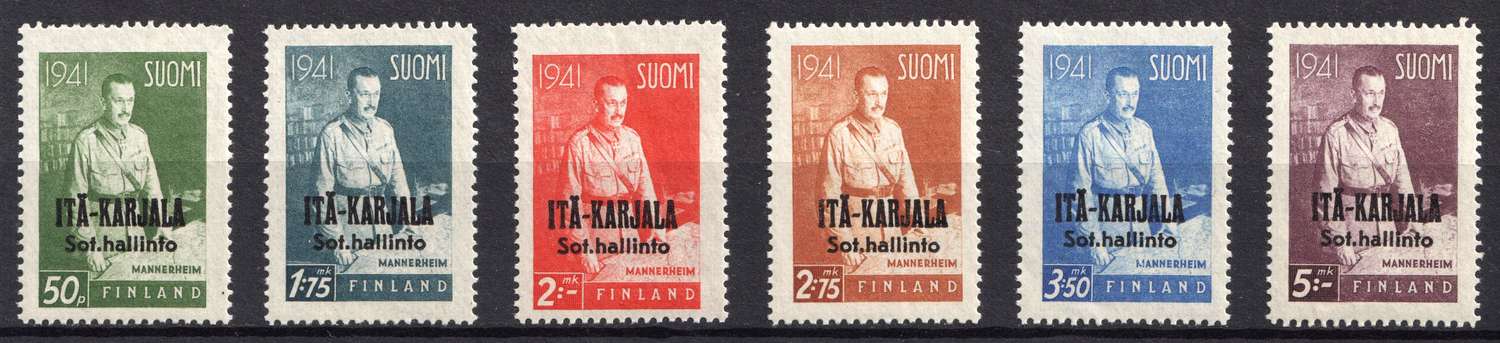 1941 SUOMI
ITÄ-KARJALA
Sot.hallinto
MANNERHEIM
50p FINLAND
1941 SUOMI
ITÄ-KARJALA
Sot.hallinto
MANNERHEIM
1:75 mk FINLAND
1941 SUOMI
ITÄ-KARJALA
Sot.hallinto
MANNERHEIM
2:- mk FINLAND
1941 SUOMI
ITÄ-KARJALA
Sot.hallinto
MANNERHEIM
2:75 mk FINLAND
1941 SUOMI
ITÄ-KARJALA
Sot.hallinto
MANNERHEIM
3:50 mk FINLAND
1941 SUOMI
ITÄ-KARJALA
Sot.hallinto
MANNERHEIM
5:- mk FINLAND